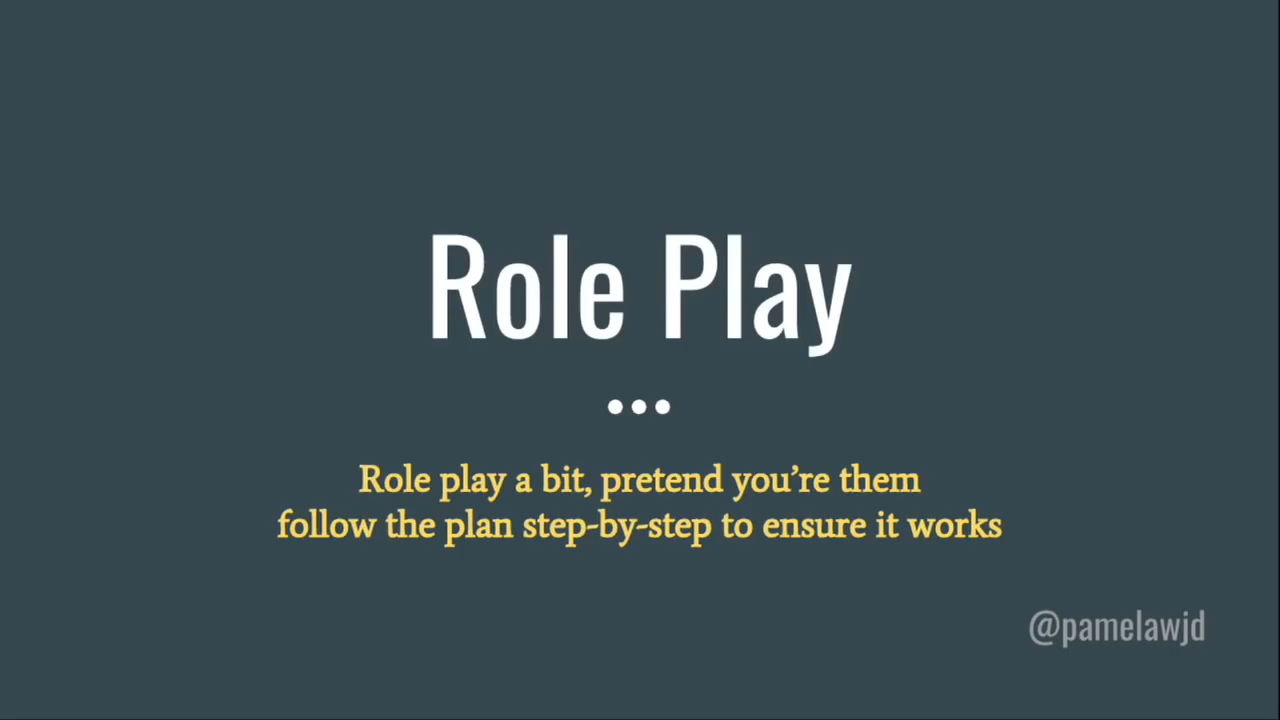 Role Play
Role play a bit, pretend you’re them
follow the plan step-by-step to ensure it works
@pamelawjd